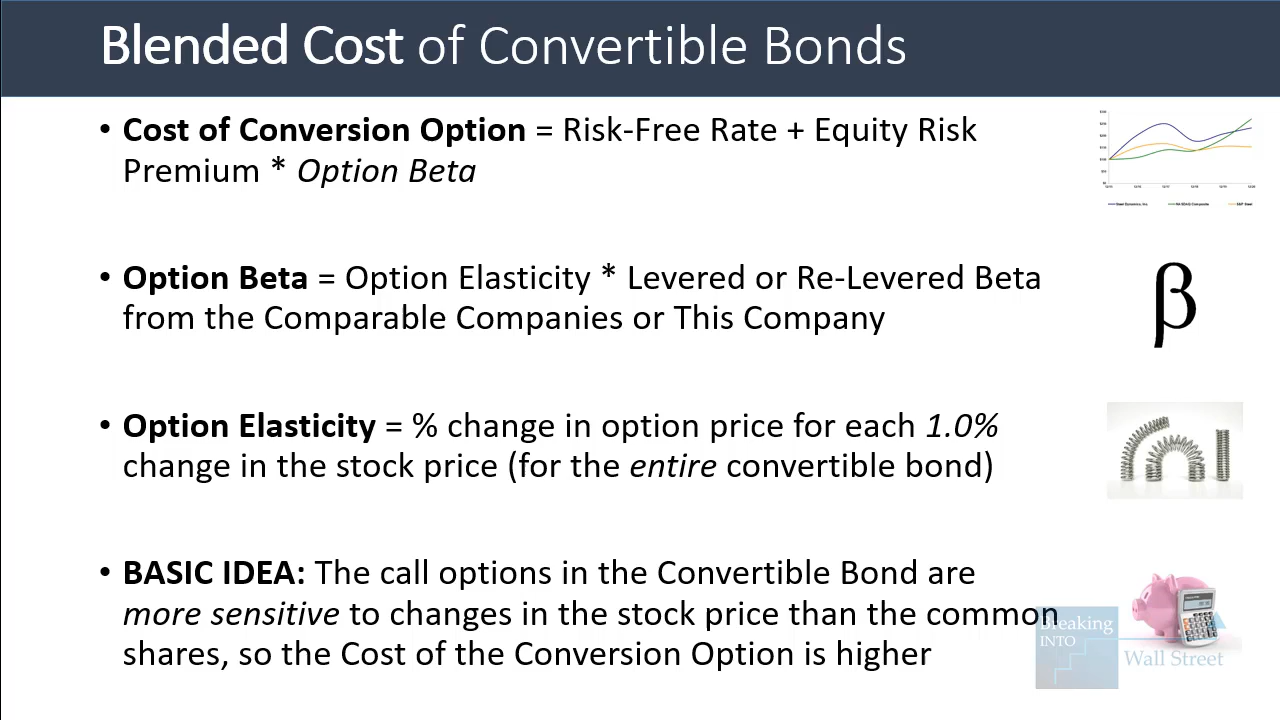 Blended Cost of Convertible Bonds
• Cost of Conversion Option = Risk-Free Rate + Equity Risk
Premium * Option Beta
• Option Beta = Option Elasticity * Levered or Re-Levered Beta
from the Comparable Companies or This Company
β
• Option Elasticity = % change in option price for each 1.0%
change in the stock price (for the entire convertible bond)
• BASIC IDEA: The call options in the Convertible Bond are
more sensitive to changes in the stock price than the common
shares, so the Cost of the Conversion Option is higher
Breaking
INTO
Wall Street